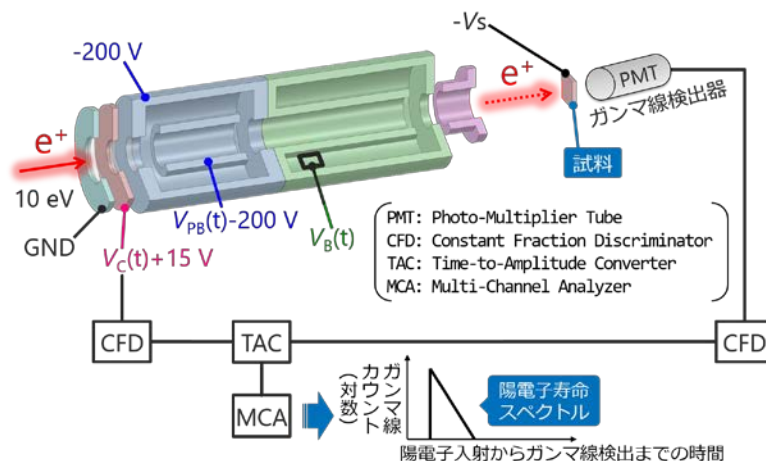 -200 V
-Vs
e⁺
PMT
ガンマ線検出器
e⁺
試料
10 eV
GND
VPB(t)-200 V
VB(t)
VC(t)+15 V
PMT: Photo-Multiplier Tube
CFD: Constant Fraction Discriminator
TAC: Time-to-Amplitude Converter
MCA: Multi-Channel Analyzer
CFD
TAC
CFD
MCA
ガンマ線
カウント
(対数)
陽電子寿命
スペクトル
陽電子入射からガンマ線検出までの時間